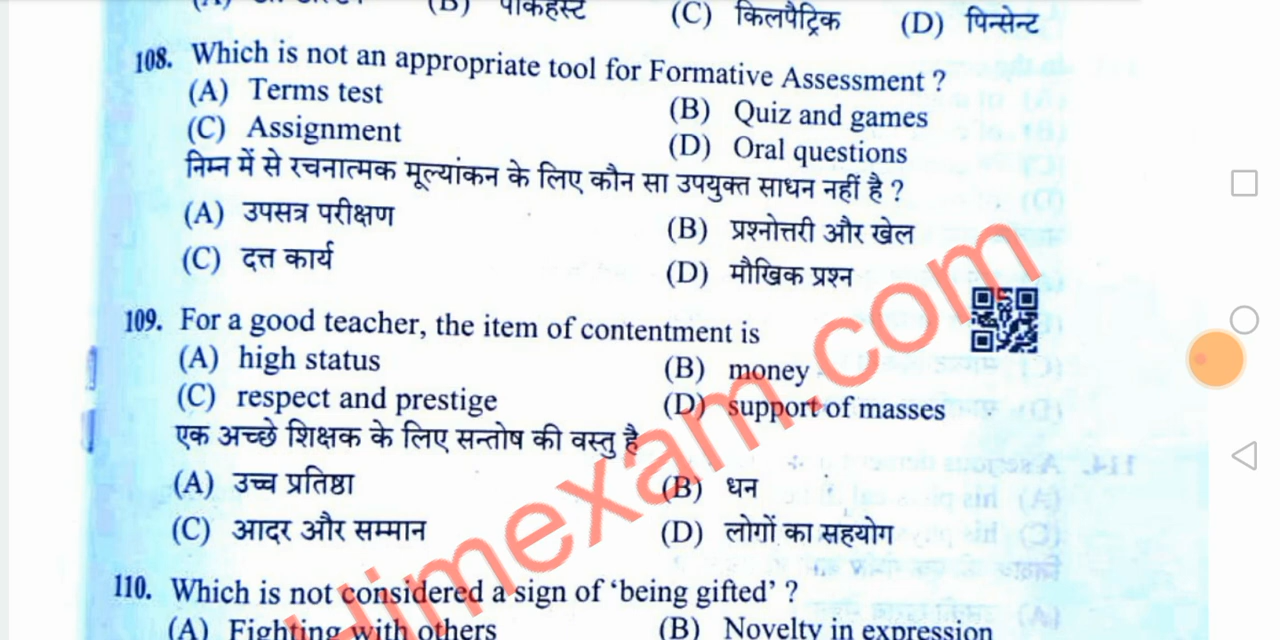 (B) पार्कहर्स्ट (C) किलपैट्रिक (D) पिन्सेन्ट
108. Which is not an appropriate tool for Formative Assessment ?
(A) Terms test (B) Quiz and games
(C) Assignment (D) Oral questions
निम्न में से रचनात्मक मूल्यांकन के लिए कौन सा उपयुक्त साधन नहीं है ?
(A) उपसत्र परीक्षण (B) प्रश्नोत्तरी और खेल
(C) दत्त कार्य (D) मौखिक प्रश्न
109. For a good teacher, the item of contentment is
(A) high status (B) money
(C) respect and prestige (D) support of masses
एक अच्छे शिक्षक के लिए सन्तोष की वस्तु है
(A) उच्च प्रतिष्ठा (B) धन
(C) आदर और सम्मान (D) लोगों का सहयोग
110. Which is not considered a sign of ‘being gifted’ ?
(A) Fighting with others (B) Novelty in expression
Himexam.com